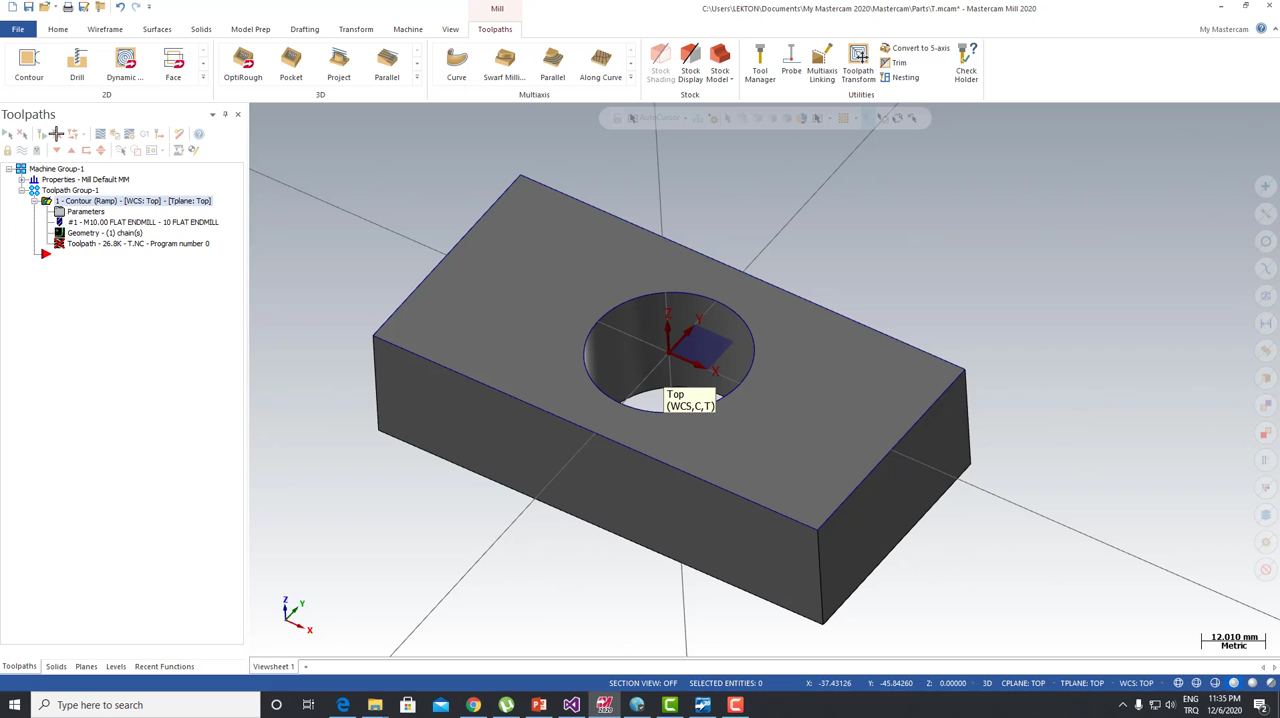 Mill
C:\Users\LEKTON\Documents\My Mastercam 2020\Mastercam\Parts\T.mcam* - Mastercam Mill 2020
File Home Wireframe Surfaces Solids Model Prep Drafting Transform Machine View Toolpaths
My Mastercam
Contour Drill Dynamic ... Face OptiRough Pocket Project Parallel Curve Swarf Milli... Parallel Along Curve Stock Shading Stock Display Stock Model Tool Manager Probe Multiaxis Linking Toolpath Transform Convert to 5-axis Trim Nesting Check Holder
2D 3D Multiaxis Stock Utilities
Toolpaths
AutoCursor
G1
Machine Group-1
Properties - Mill Default MM
Toolpath Group-1
1 - Contour (Ramp) - [WCS: Top] - [Tplane: Top]
Parameters
#1 - M10.00 FLAT ENDMILL - 10 FLAT ENDMILL
Geometry - (1) chain(s)
Toolpath - 26.8K - T.NC - Program number 0
Z
Y
X
Top
(WCS,C,T)
Z
Y
X
12.010 mm
Metric
Toolpaths Solids Planes Levels Recent Functions
Viewsheet 1 +
SECTION VIEW: OFF SELECTED ENTITIES: 0 X: -37.43126 Y: -45.84260 Z: 0.00000 3D CPLANE: TOP TPLANE: TOP WCS: TOP
Type here to search
2020
ENG
TRQ
11:35 PM
12/6/2020